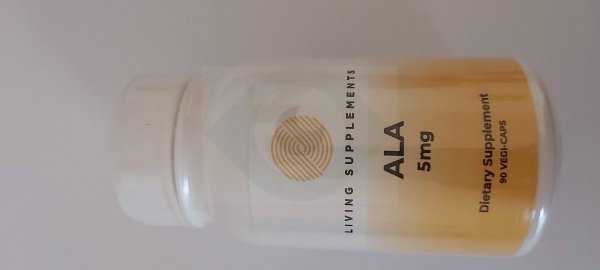 LIVING SUPPLEMENTS
ALA
5mg
Dietary Supplement
90 VEGI-CAPS